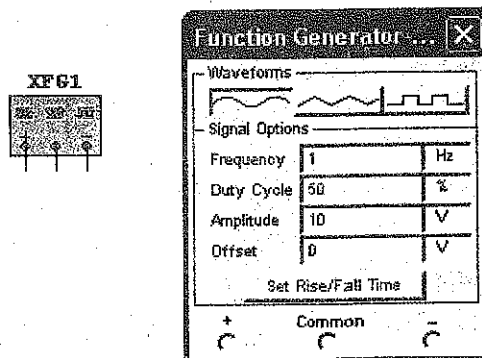 XFG1
Function Generator-...
Waveforms
Signal Options
Frequency 1 Hz
Duty Cycle 50 %
Amplitude 10 V
Offset 0 V
Set Rise/Fall Time
+ Common -